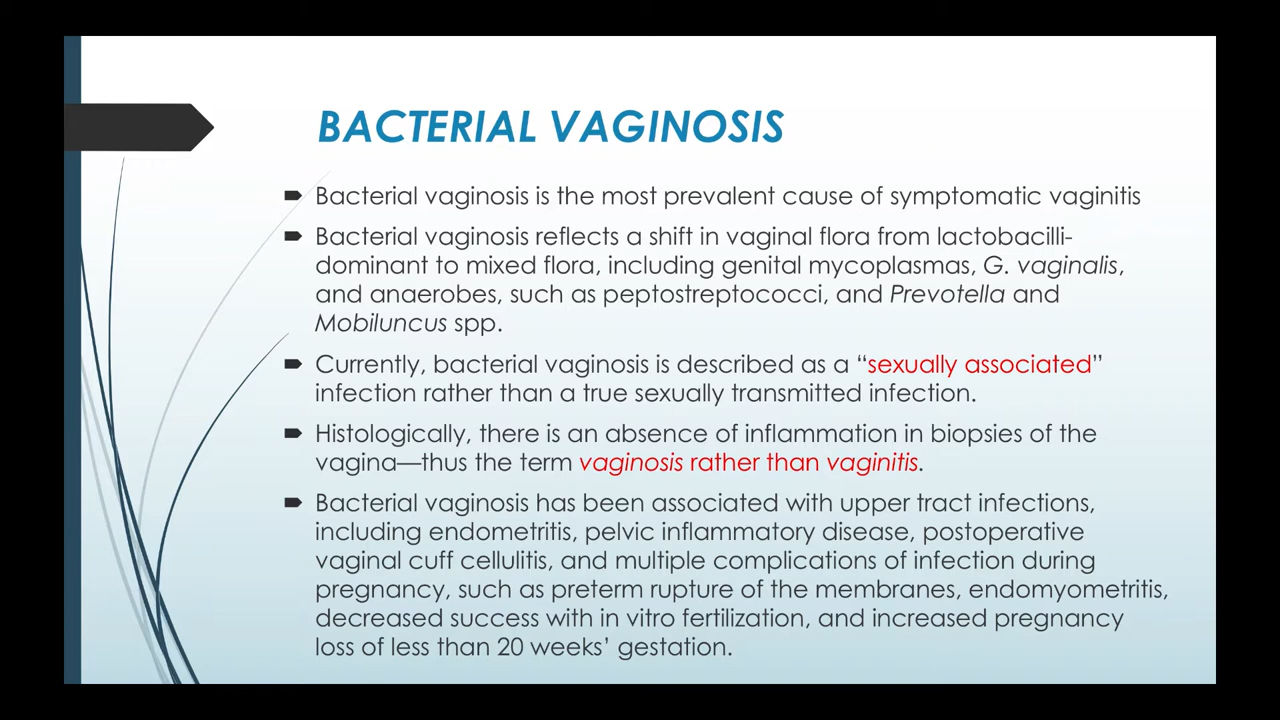 BACTERIAL VAGINOSIS
Bacterial vaginosis is the most prevalent cause of symptomatic vaginitis
Bacterial vaginosis reflects a shift in vaginal flora from lactobacilli-
dominant to mixed flora, including genital mycoplasmas, G. vaginalis,
and anaerobes, such as peptostreptococci, and Prevotella and
Mobiluncus spp.
Currently, bacterial vaginosis is described as a “sexually associated”
infection rather than a true sexually transmitted infection.
Histologically, there is an absence of inflammation in biopsies of the
vagina—thus the term vaginosis rather than vaginitis.
Bacterial vaginosis has been associated with upper tract infections,
including endometritis, pelvic inflammatory disease, postoperative
vaginal cuff cellulitis, and multiple complications of infection during
pregnancy, such as preterm rupture of the membranes, endomyometritis,
decreased success with in vitro fertilization, and increased pregnancy
loss of less than 20 weeks’ gestation.